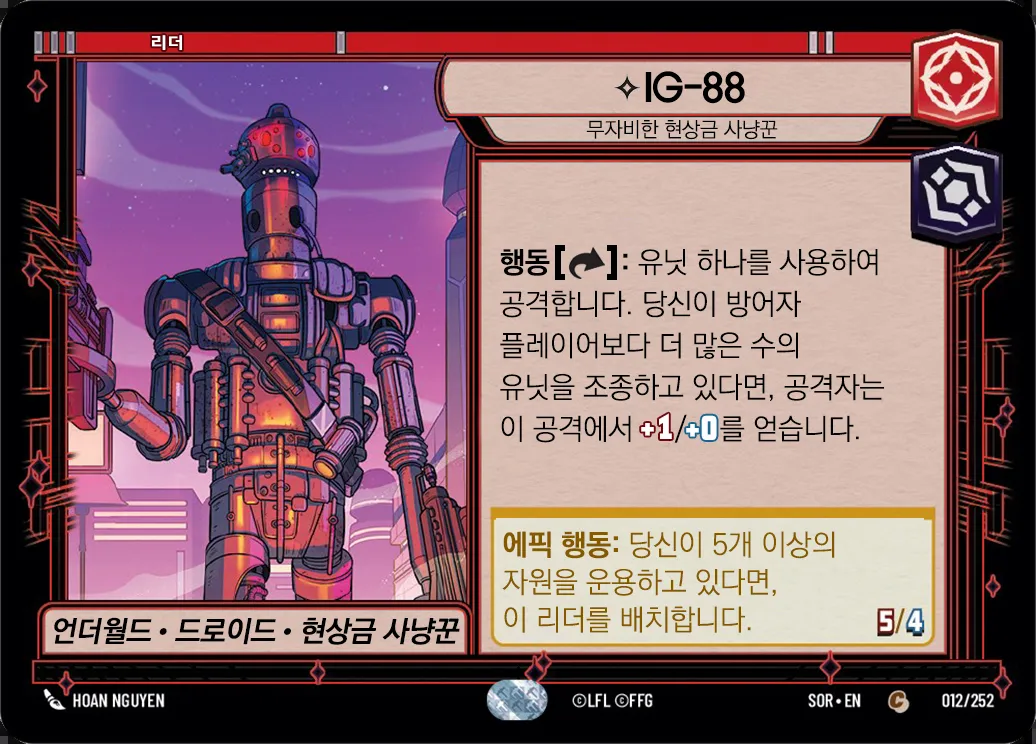 리더
✧IG-88
무자비한 현상금 사냥꾼
행동[↷]: 유닛 하나를 사용하여
공격합니다. 당신이 방어자
플레이어보다 더 많은 수의
유닛을 조종하고 있다면, 공격자는
이 공격에서 +1/+0를 얻습니다.
에픽 행동: 당신이 5개 이상의
자원을 운용하고 있다면,
이 리더를 배치합니다.
5/4
언더월드 • 드로이드 • 현상금 사냥꾼
HOAN NGUYEN
©LFL ©FFG
SOR • EN
C
012/252